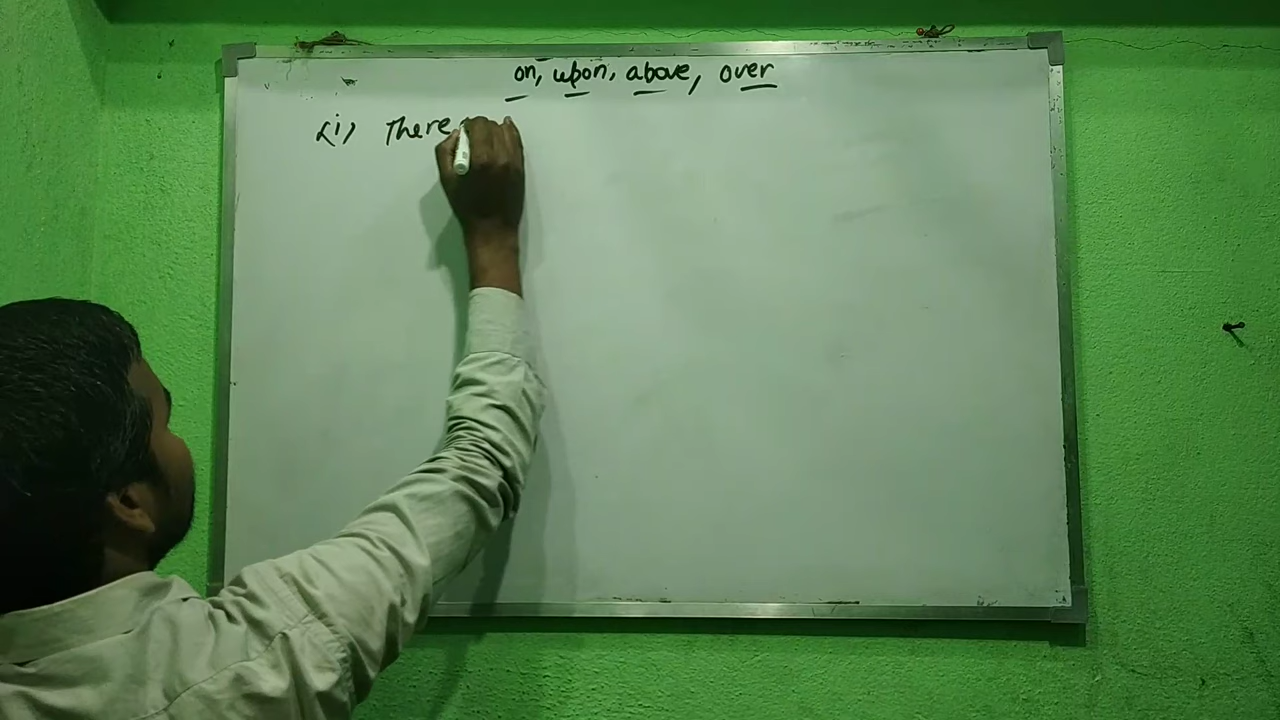 on, upon, above, over
(i) There